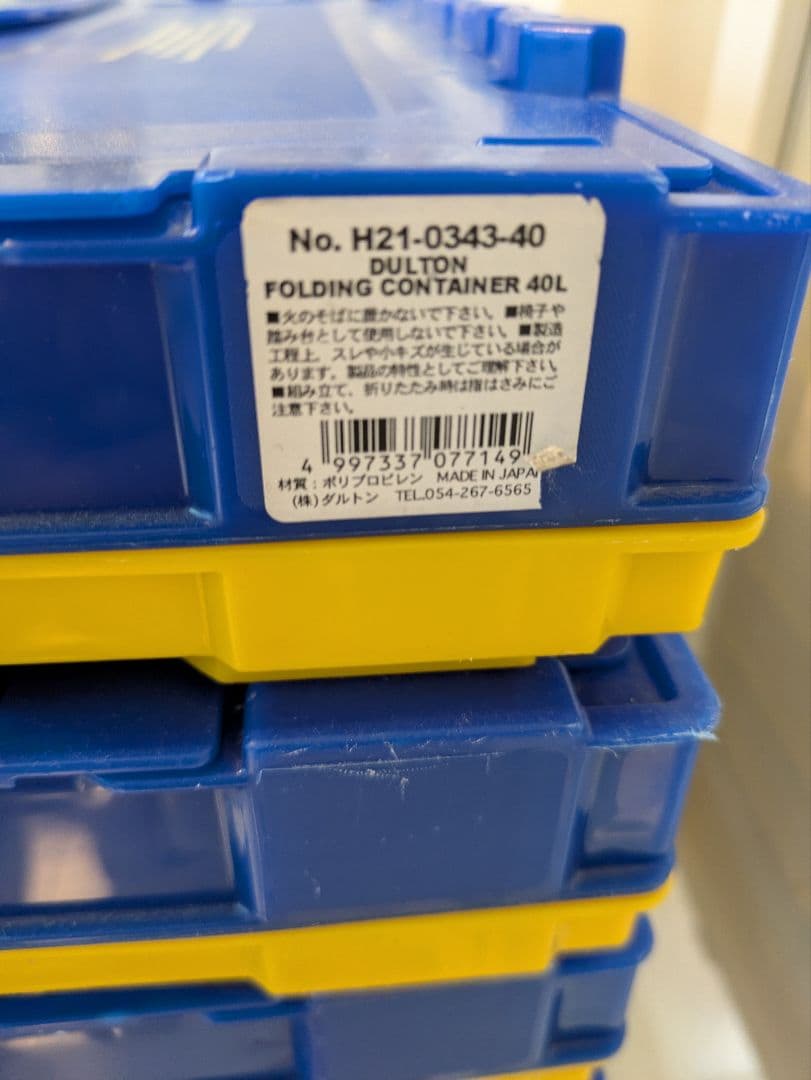 No. H21-0343-40
DULTON
FOLDING CONTAINER 40L
■火のそばに置かないで下さい。■椅子や
踏み台として使用しないで下さい。■製造
工程上、スレや小キズが生じている場合が
あります。製品の特性としてご理解下さい。
■組み立て、折りたたみ時は指はさみにご
注意下さい。
4 997337 077149
材質：ポリプロピレン MADE IN JAPA
(株)ダルトン TEL.054-267-6565